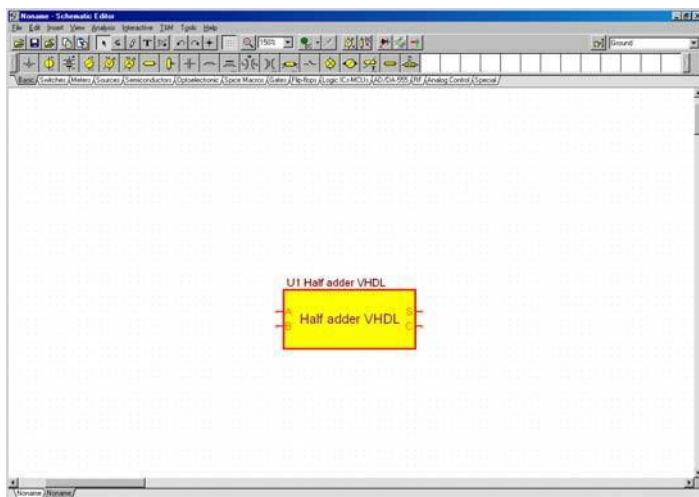 Noname - Schematic Editor
File Edit Insert View Analysis Interactive T&M Tools Help
150% Ground
Basic Switches Meters Sources Semiconductors Optoelectronic Spice Macros Gates Flip-flops Logic ICs-MCUs AD/DA-555 RF Analog Control Special
U1 Half adder VHDL
A S
Half adder VHDL
B C
Noname Noname